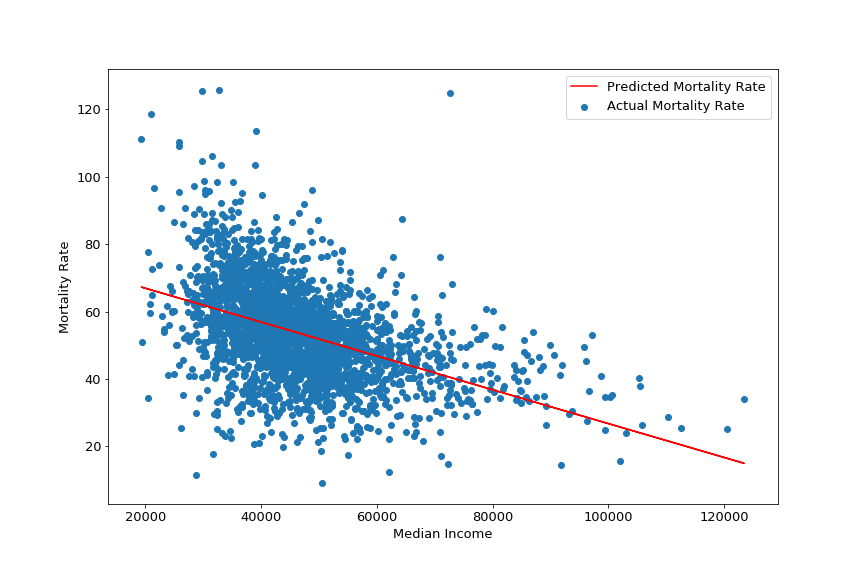 Predicted Mortality Rate
Actual Mortality Rate
120
100
80
60
40
20
Mortality Rate
20000 40000 60000 80000 100000 120000
Median Income